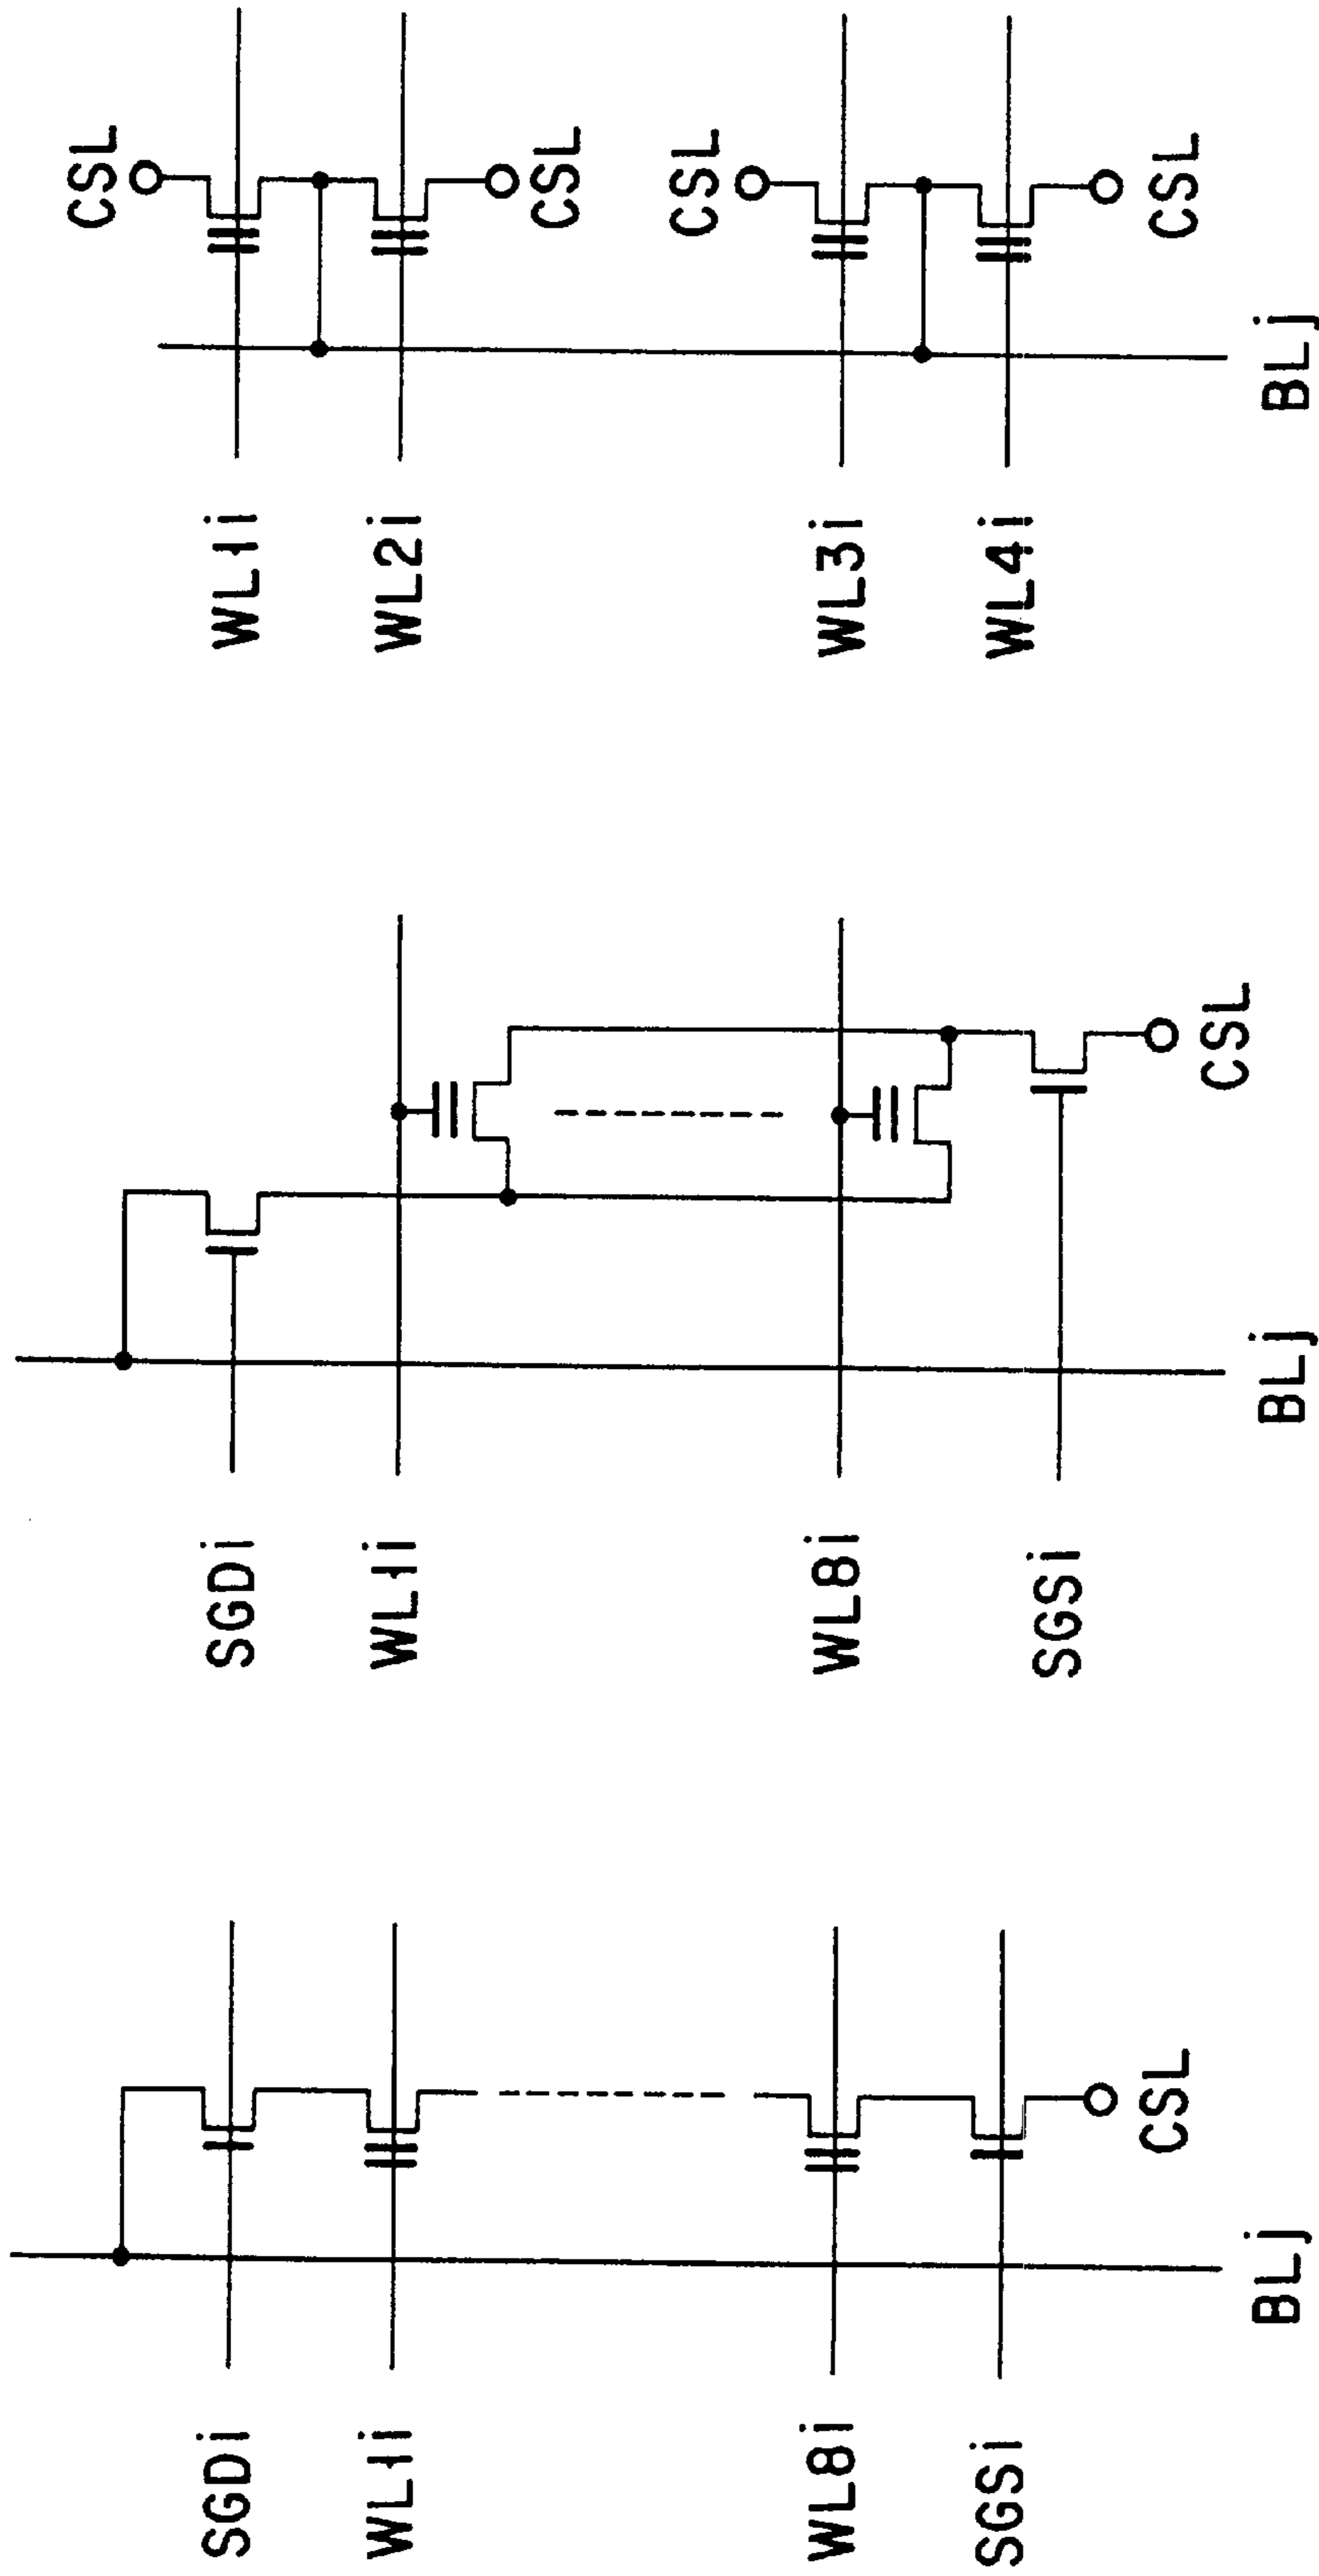 SGDi
WL1i
WL8i
SGSi
CSL
BLj
SGDi
WL1i
WL8i
SGSi
CSL
BLj
CSL
WL1i
WL2i
CSL
CSL
WL3i
WL4i
CSL
BLj